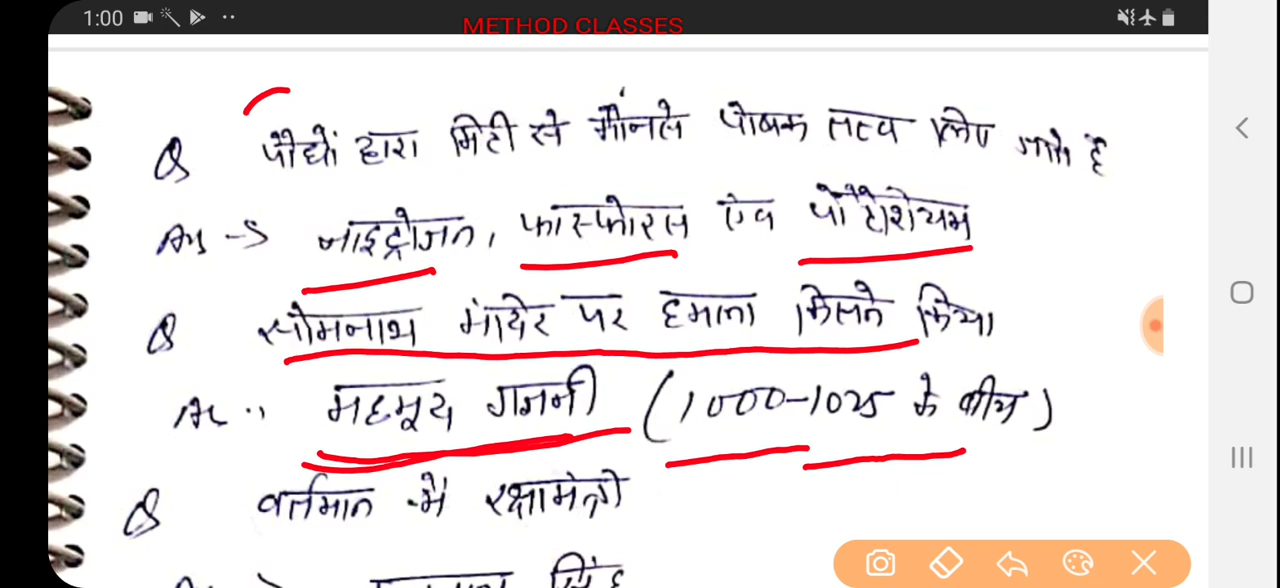 1:00
METHOD CLASSES
Q पौधों द्वारा मिटी से कौनसे पोषक तत्व लिए जाते है
Ans → नाइट्रोजन, फास्फोरस एव पौटेशियम
Q सोमनाथ मंदिर पर हमला किसने किया
महमूद गजनी (1000-1025 के बीच)
Q वर्तमान में रक्षामंत्री
सिंह